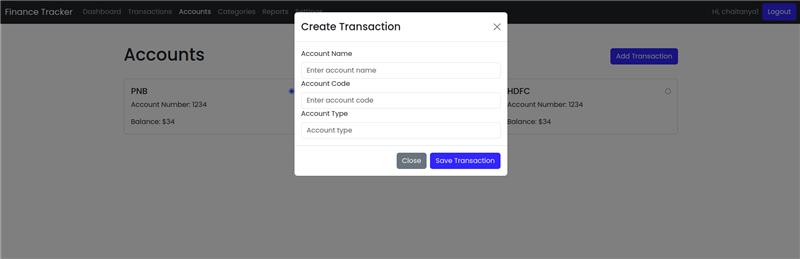 Finance Tracker Dashboard Transactions Accounts Categories Reports Settings Hi, chaitanya! Logout
Create Transaction
Accounts
Add Transaction
Account Name
Enter account name
Account Code
Enter account code
Account Type
Account type
Close Save Transaction
PNB
Account Number: 1234
Balance: $34
HDFC
Account Number: 1234
Balance: $34